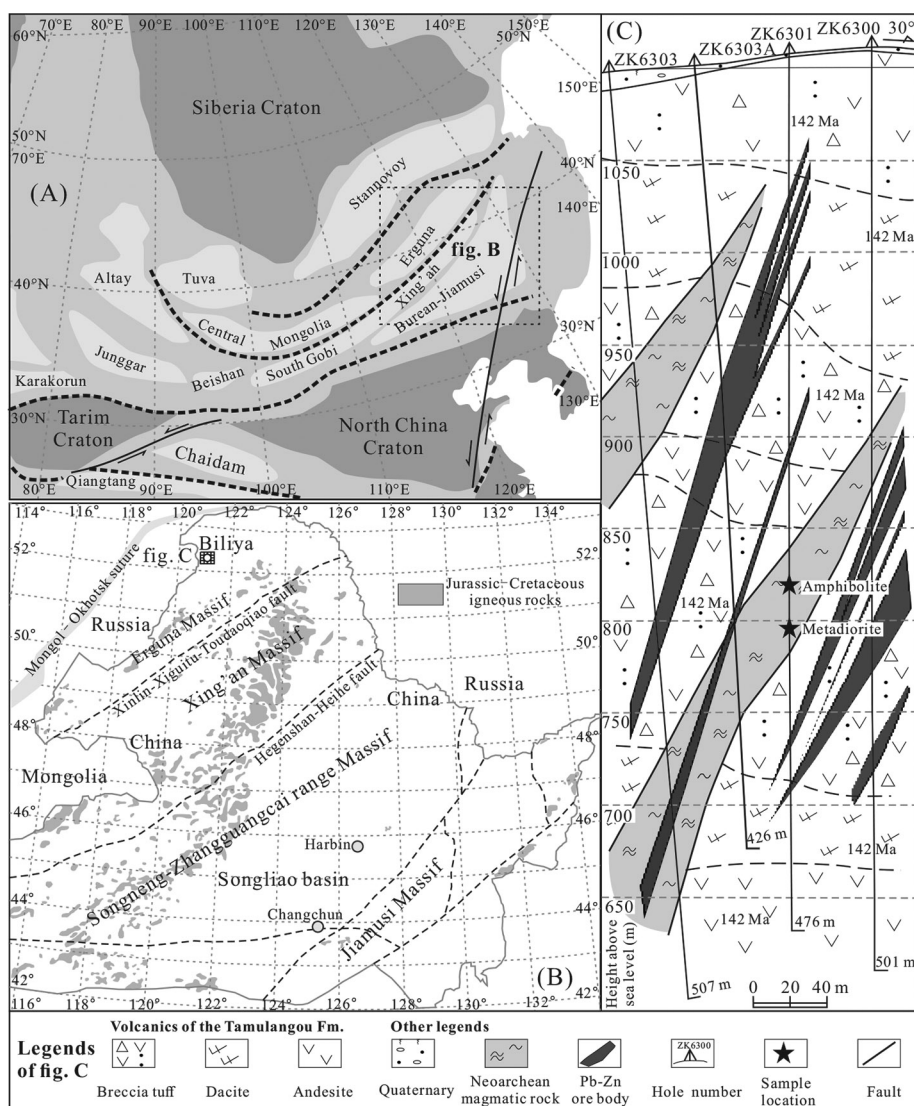 60°E 70°E 80°E 90°E 100°E 110°E 120°E 130°E 140°E 150°E
60°N
50°N
50°N
70°E
40°N
30°N
80°E 90°E 100°E 110°E 120°E
150°E
40°N
140°E
30°N
130°E
(A)
Siberia Craton
Stannovoy
Erguna
fig. B
Xing'an
Burean-Jiamusi
Altay
Tuva
Central
Mongolia
Junggar
Beishan
South Gobi
Karakorun
Tarim
Craton
North China
Craton
Chaidam
Qiangtang
114° 116° 118° 120° 121° 122° 123° 124° 126° 128° 130° 132° 134°
52°
50°
48°
46°
44°
42°
52°
50°
48°
46°
44°
42°
116° 118° 120° 122° 124° 126° 128° 130° 132°
fig. C
Biliya
Mongol - Okhotsk suture
Jurassic-Cretaceous
igneous rocks
Russia
Erguna Massif
Xinlin-Xiguitu-Toudaoqiao fault
Xing'an Massif
Hegenshan-Heihe fault
China
Russia
China
Mongolia
Songneng-Zhangguangcai range Massif
Harbin
Songliao basin
Changchun
Jiamusi Massif
(B)
(C)
ZK6303
ZK6303A
ZK6301
ZK6300
30°
142 Ma
1050
142 Ma
1000
950
142 Ma
900
850
Amphibolite
142 Ma
800
Metadiorite
750
700
426 m
142 Ma
650
142 Ma
476 m
501 m
507 m
Height above
sea level (m)
0 20 40 m
Legends
of fig. C
Volcanics of the Tamulangou Fm.
Other legends
ZK6300
Breccia tuff
Dacite
Andesite
Quaternary
Neoarchean
magmatic rock
Pb-Zn
ore body
Hole number
Sample
location
Fault